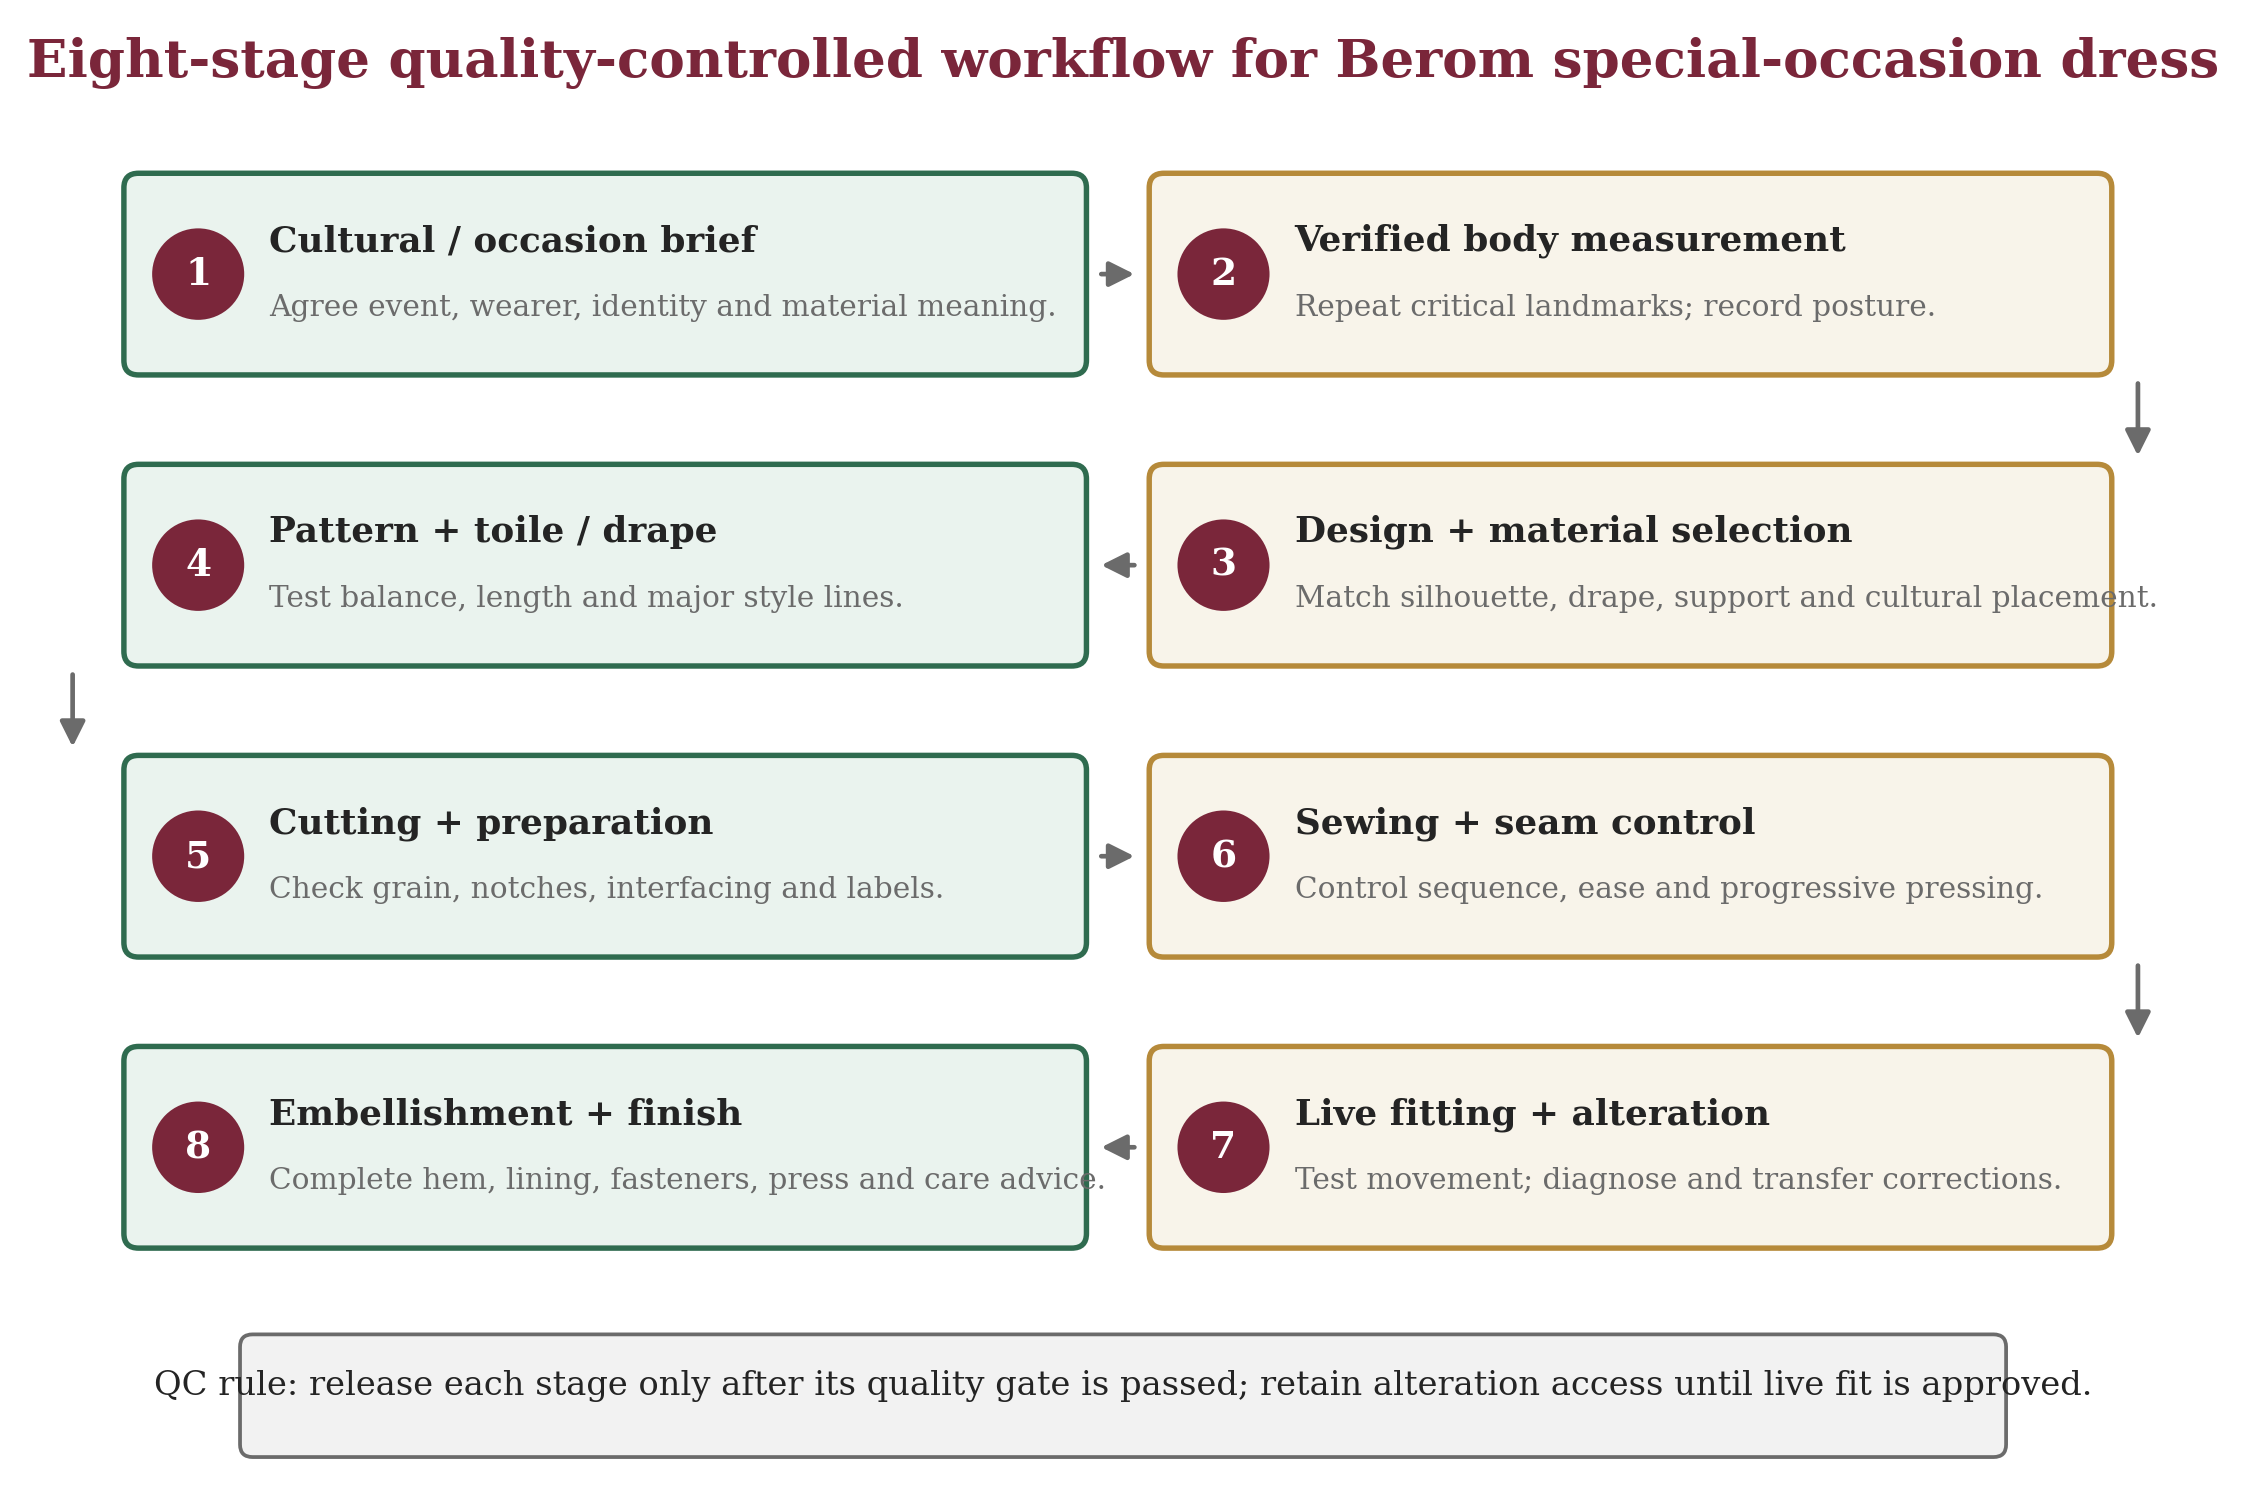 Eight-stage quality-controlled workflow for Berom special-occasion dress
1
Cultural / occasion brief
Agree event, wearer, identity and material meaning.
2
Verified body measurement
Repeat critical landmarks; record posture.
3
Design + material selection
Match silhouette, drape, support and cultural placement.
4
Pattern + toile / drape
Test balance, length and major style lines.
5
Cutting + preparation
Check grain, notches, interfacing and labels.
6
Sewing + seam control
Control sequence, ease and progressive pressing.
7
Live fitting + alteration
Test movement; diagnose and transfer corrections.
8
Embellishment + finish
Complete hem, lining, fasteners, press and care advice.
QC rule: release each stage only after its quality gate is passed; retain alteration access until live fit is approved.